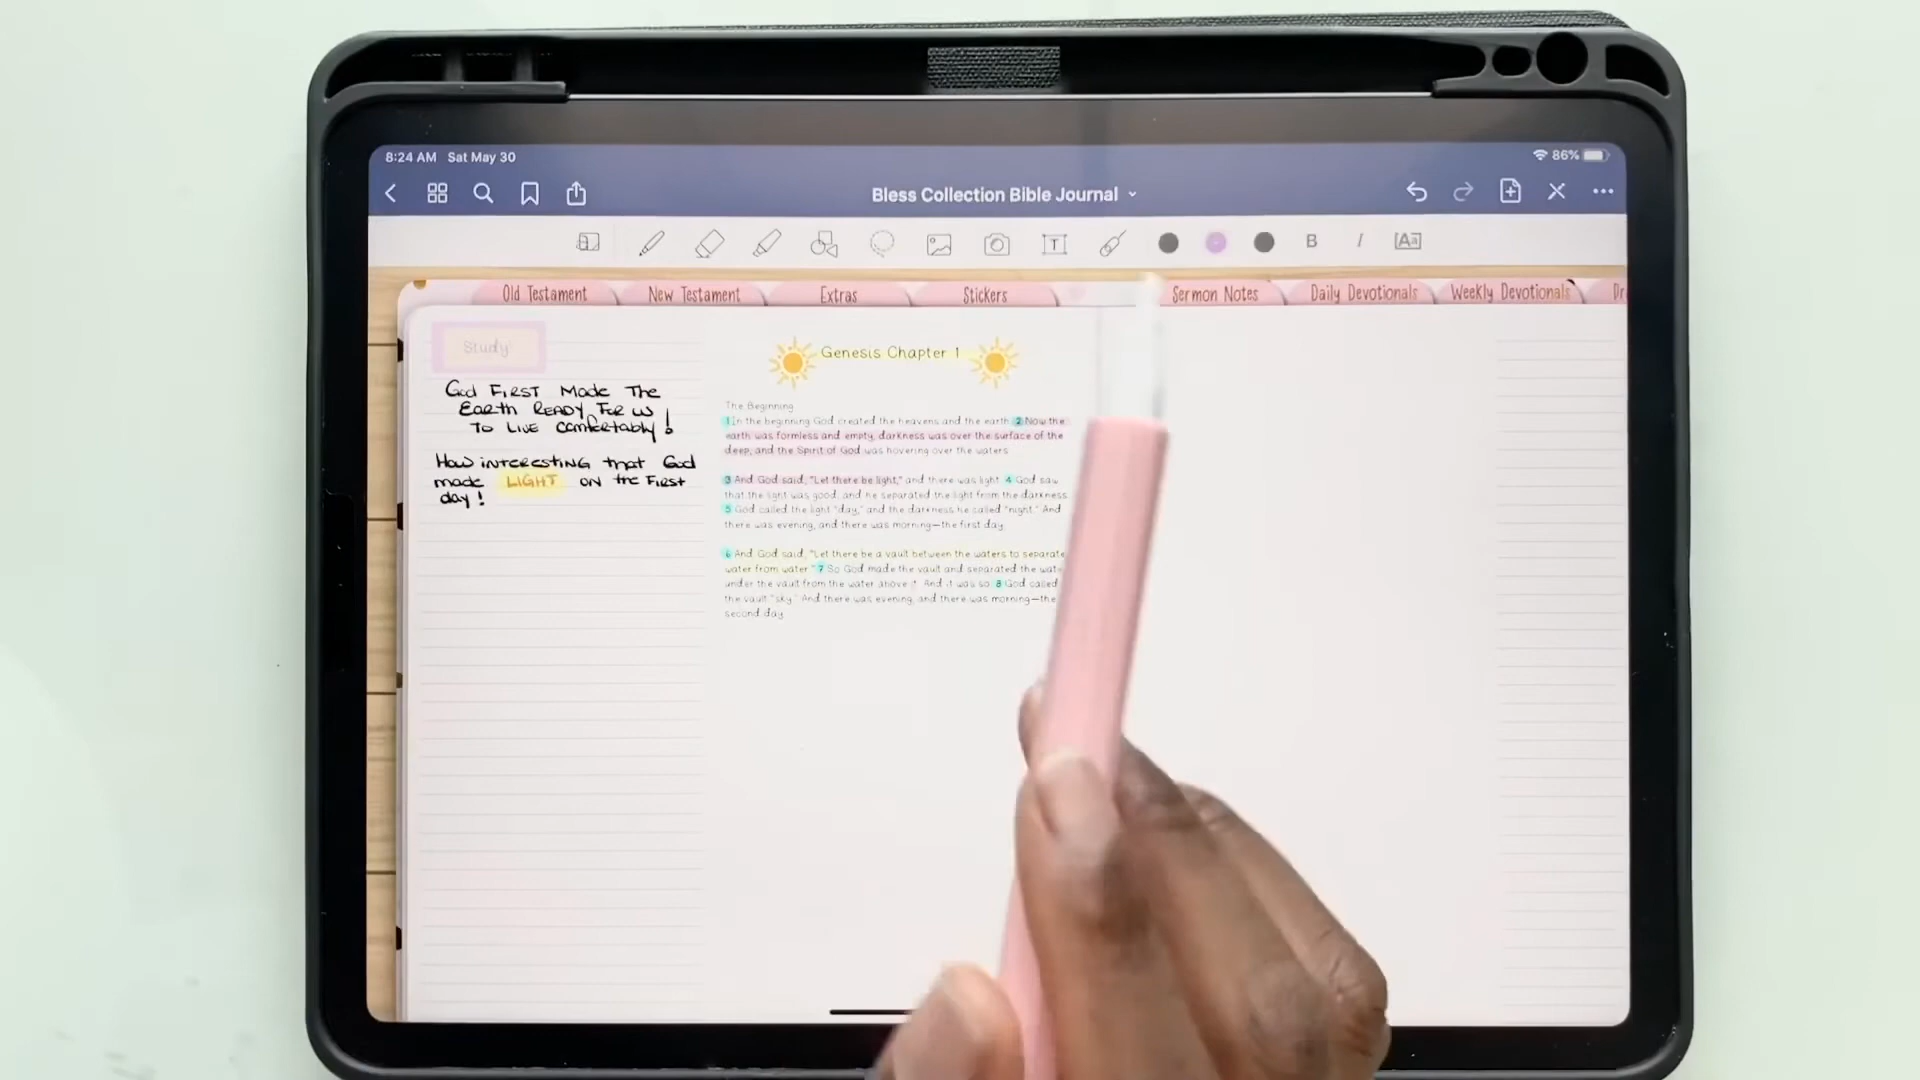 8:24 AM Sat May 30
86%
Bless Collection Bible Journal
T
B I Aa
Old Testament
New Testament
Extras
Stickers
Sermon Notes
Daily Devotionals
Weekly Devotionals
Study
God First Made The
Earth Ready For us
To Live Comfortably!
How interesting that God
made LIGHT on the First
day!
Genesis Chapter 1
The Beginning
1 In the beginning God created the heavens and the earth 2 Now the
earth was formless and empty, darkness was over the surface of the
deep, and the Spirit of God was hovering over the waters
3 And God said, "Let there be light," and there was light 4 God saw
that the light was good, and he separated the light from the darkness
5 God called the light "day," and the darkness he called "night." And
there was evening, and there was morning—the first day
6 And God said, "Let there be a vault between the waters to separate
water from water" 7 So God made the vault and separated the
under the vault from the water above it And it was so 8 God called
the vault "sky." And there was evening, and there was morning—the
second day